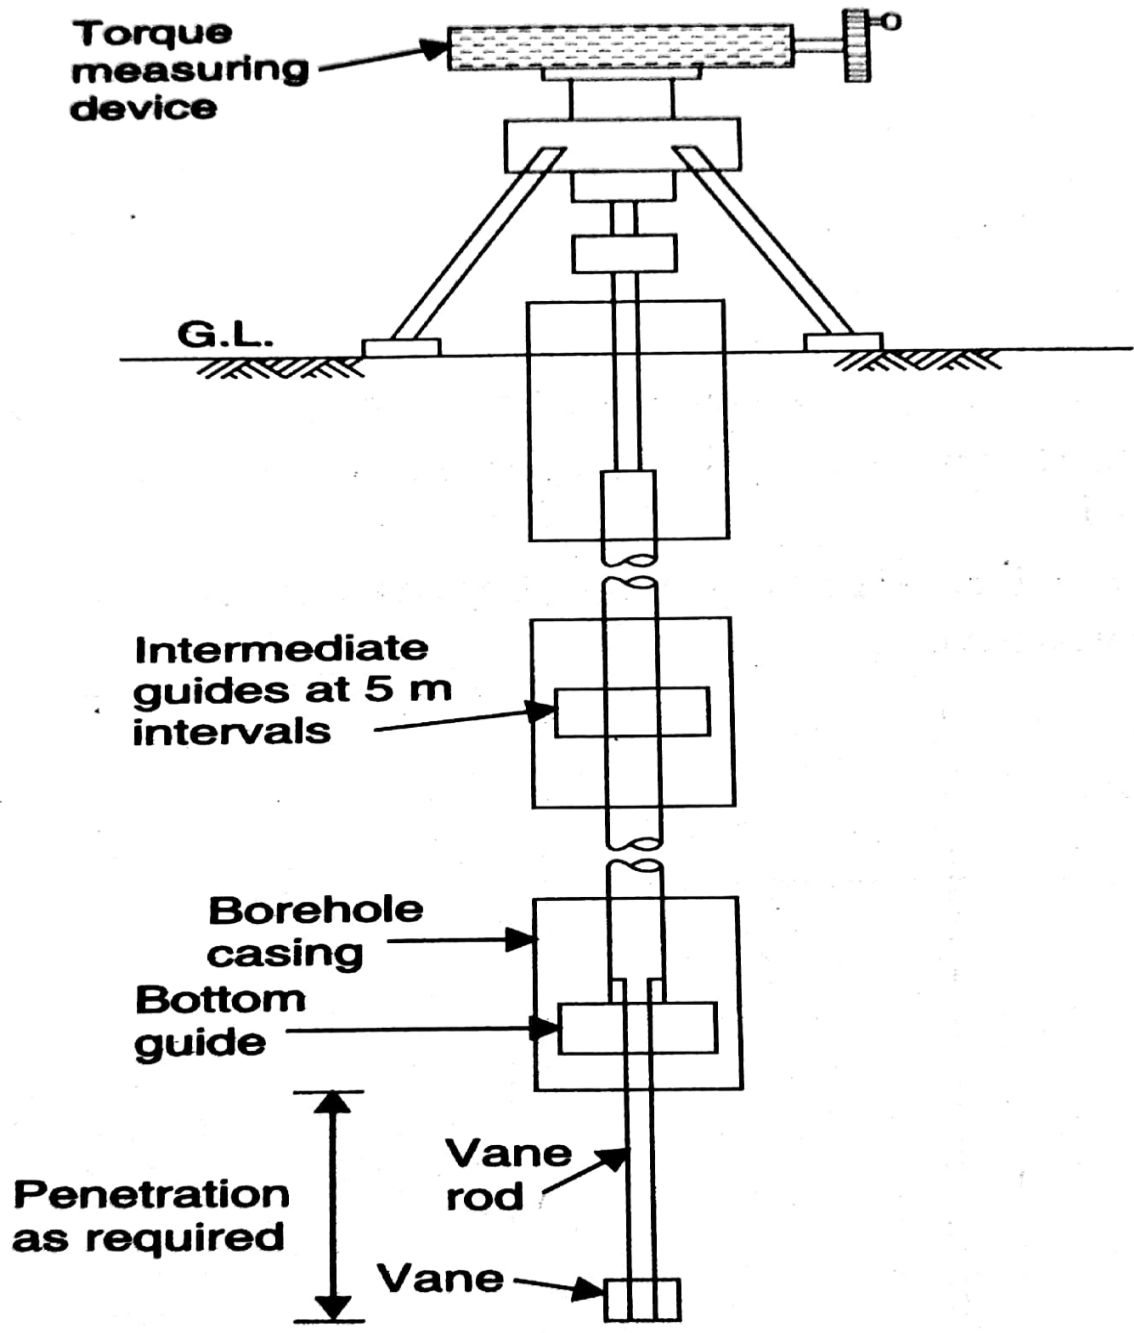 Torque
measuring
device
G.L.
Intermediate
guides at 5 m
intervals
Borehole
casing
Bottom
guide
Vane
rod
Penetration
as required
Vane